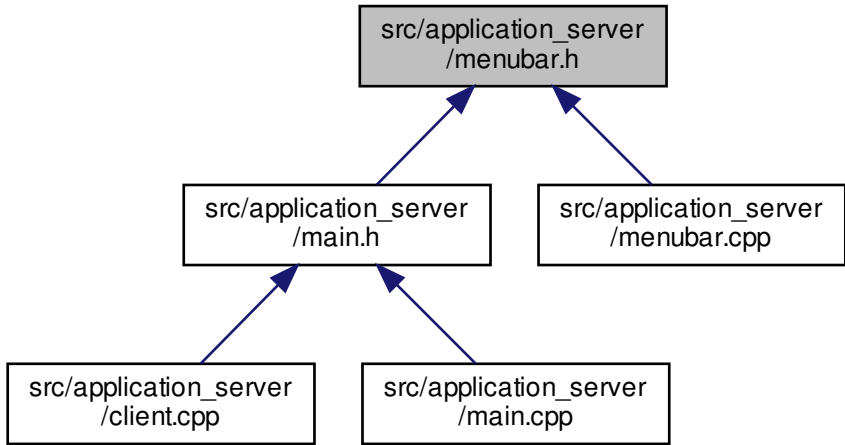 src/application_server
/menubar.h
src/application_server
/main.h
src/application_server
/menubar.cpp
src/application_server
/client.cpp
src/application_server
/main.cpp